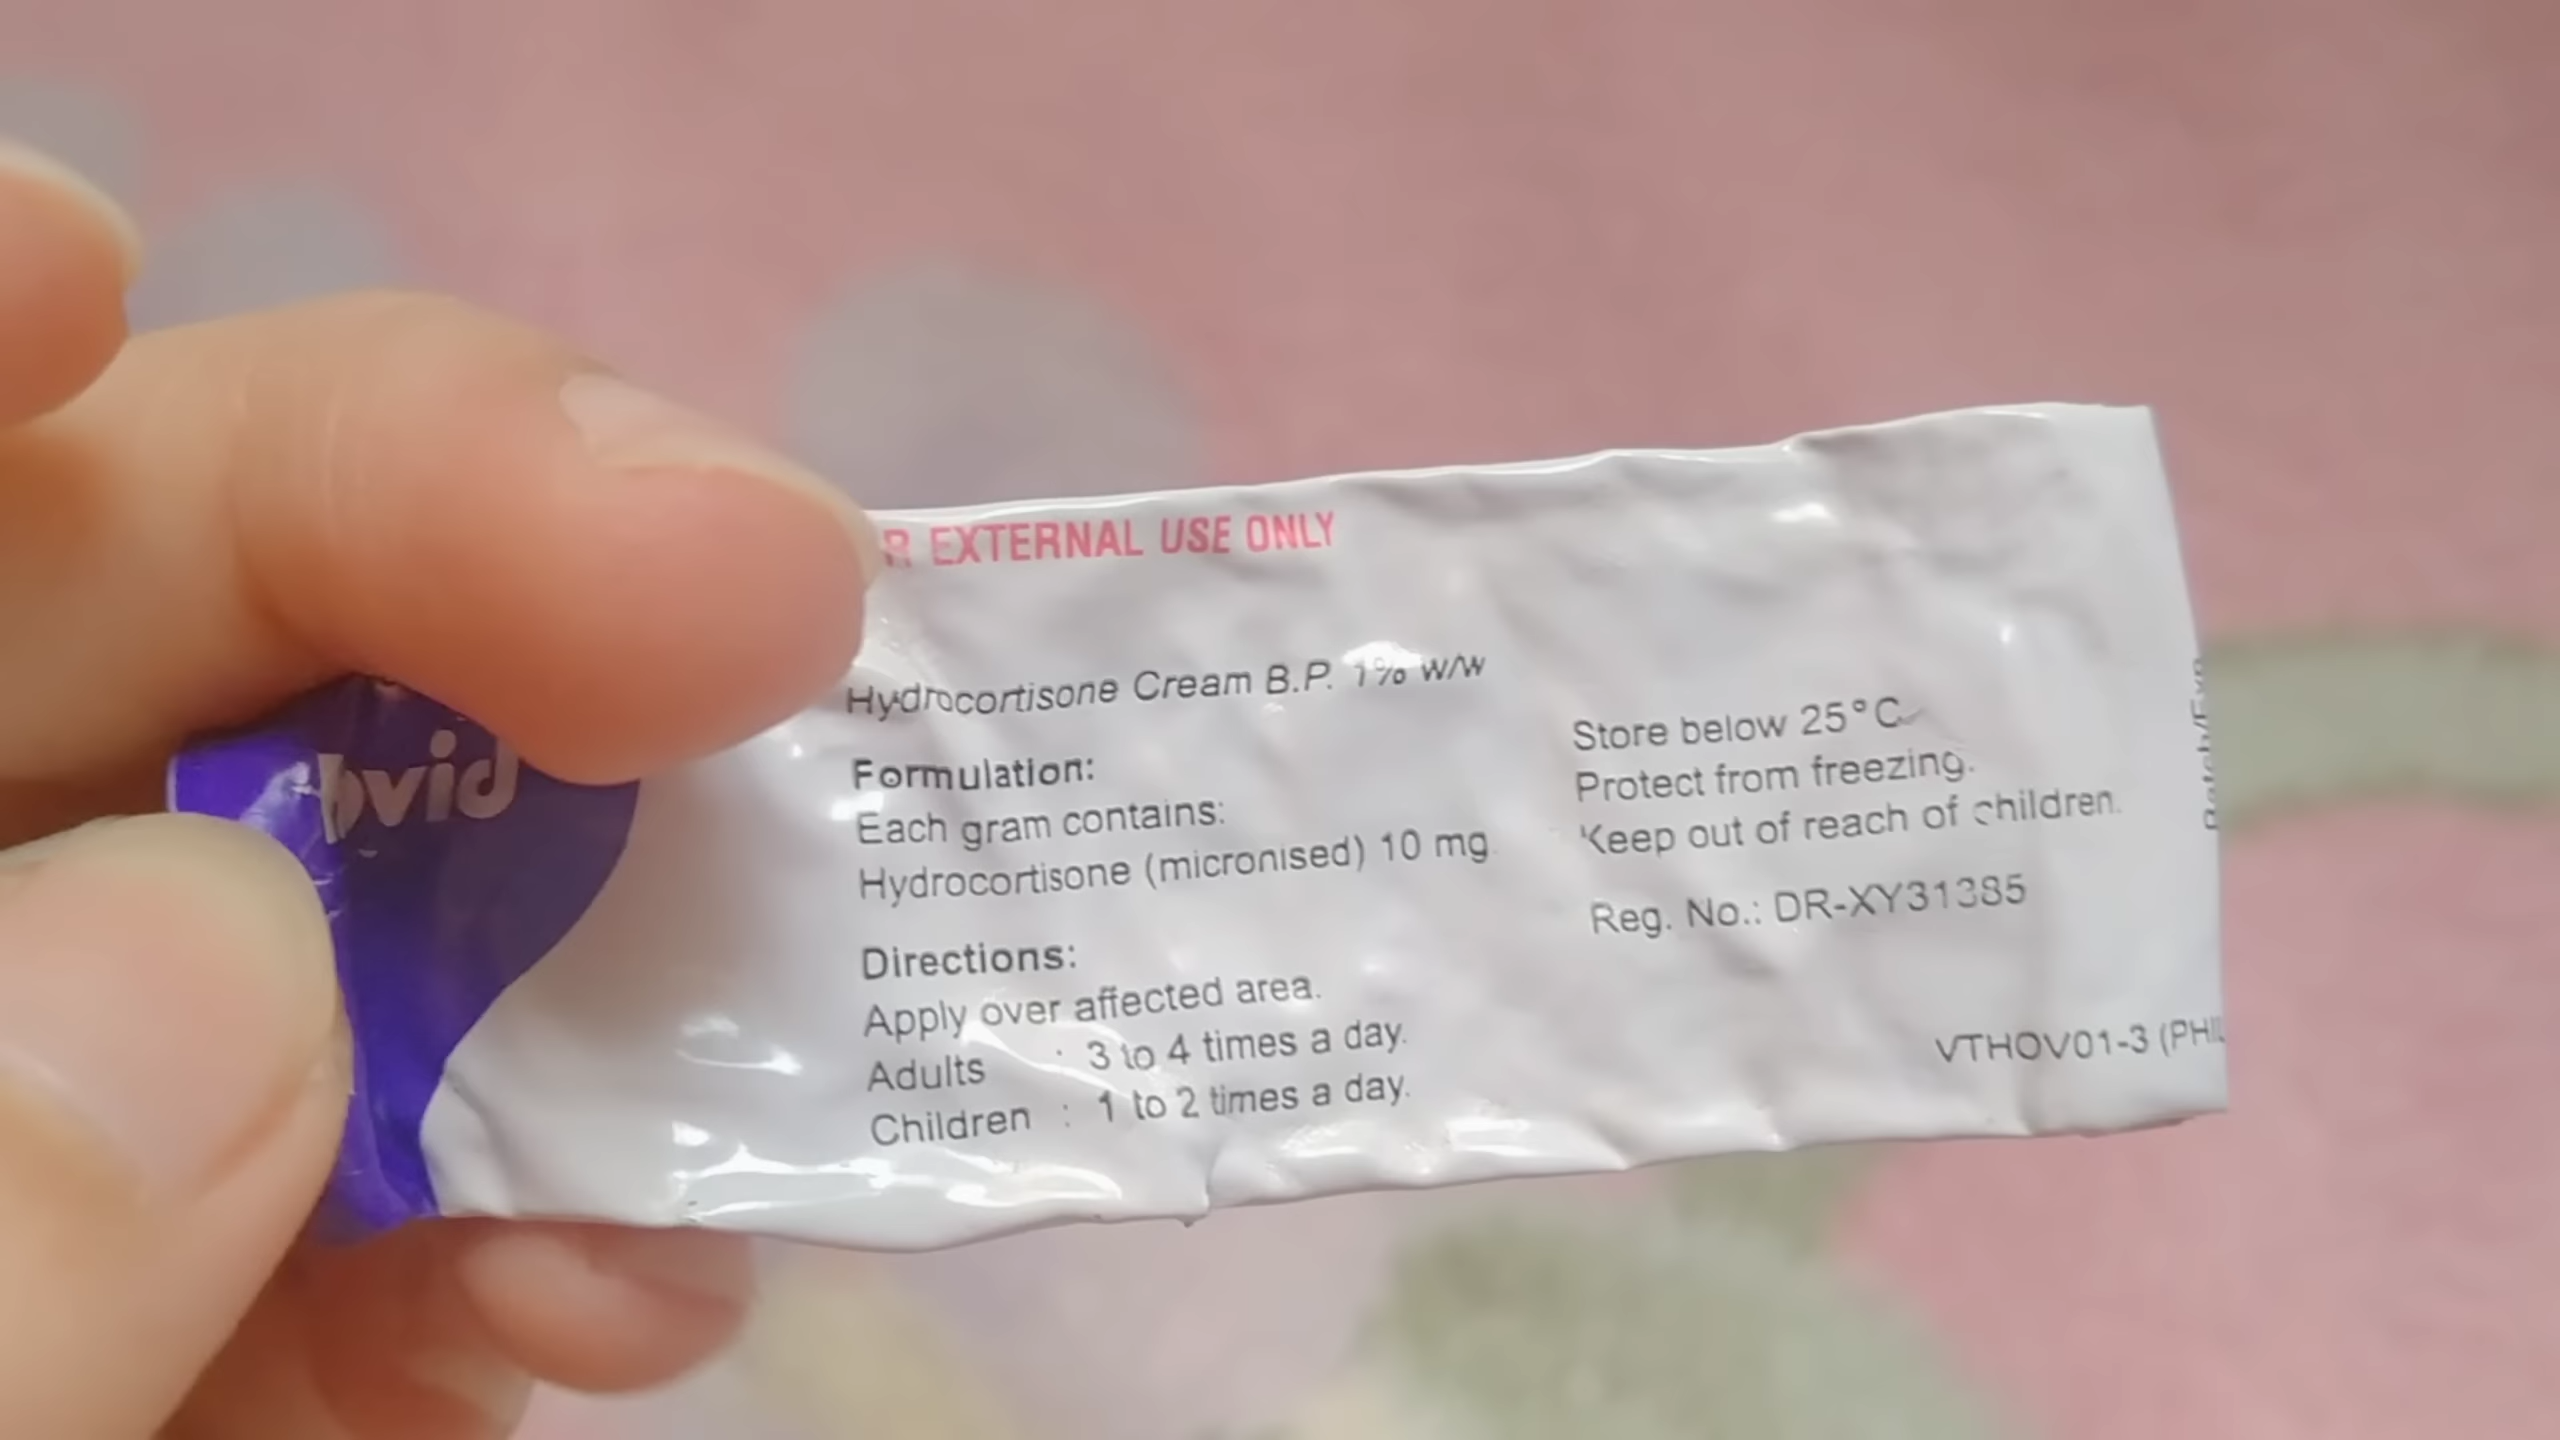 R EXTERNAL USE ONLY
Hydrocortisone Cream B.P. 1% w/w
Formulation:
Each gram contains:
Hydrocortisone (micronised) 10 mg
Directions:
Apply over affected area.
Adults : 3 to 4 times a day.
Children : 1 to 2 times a day.
Store below 25°C
Protect from freezing.
Keep out of reach of children.
Reg. No.: DR-XY31385
VTHOV01-3 (PHIL
ovid